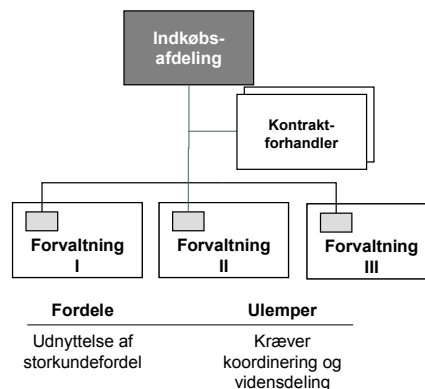 Indkøbs-
afdeling
Kontrakt-
forhandler
Forvaltning
I
Forvaltning
II
Forvaltning
III
Fordele
Ulemper
Udnyttelse af
storkundefordel
Kræver
koordinering og
vidensdeling